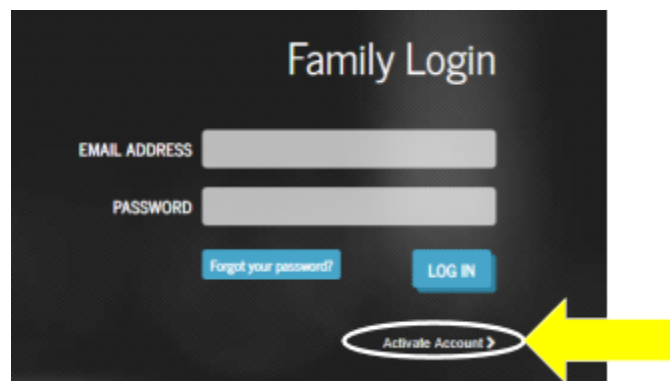 Family Login
EMAIL ADDRESS
PASSWORD
Forgot your password? LOG IN
Activate Account >